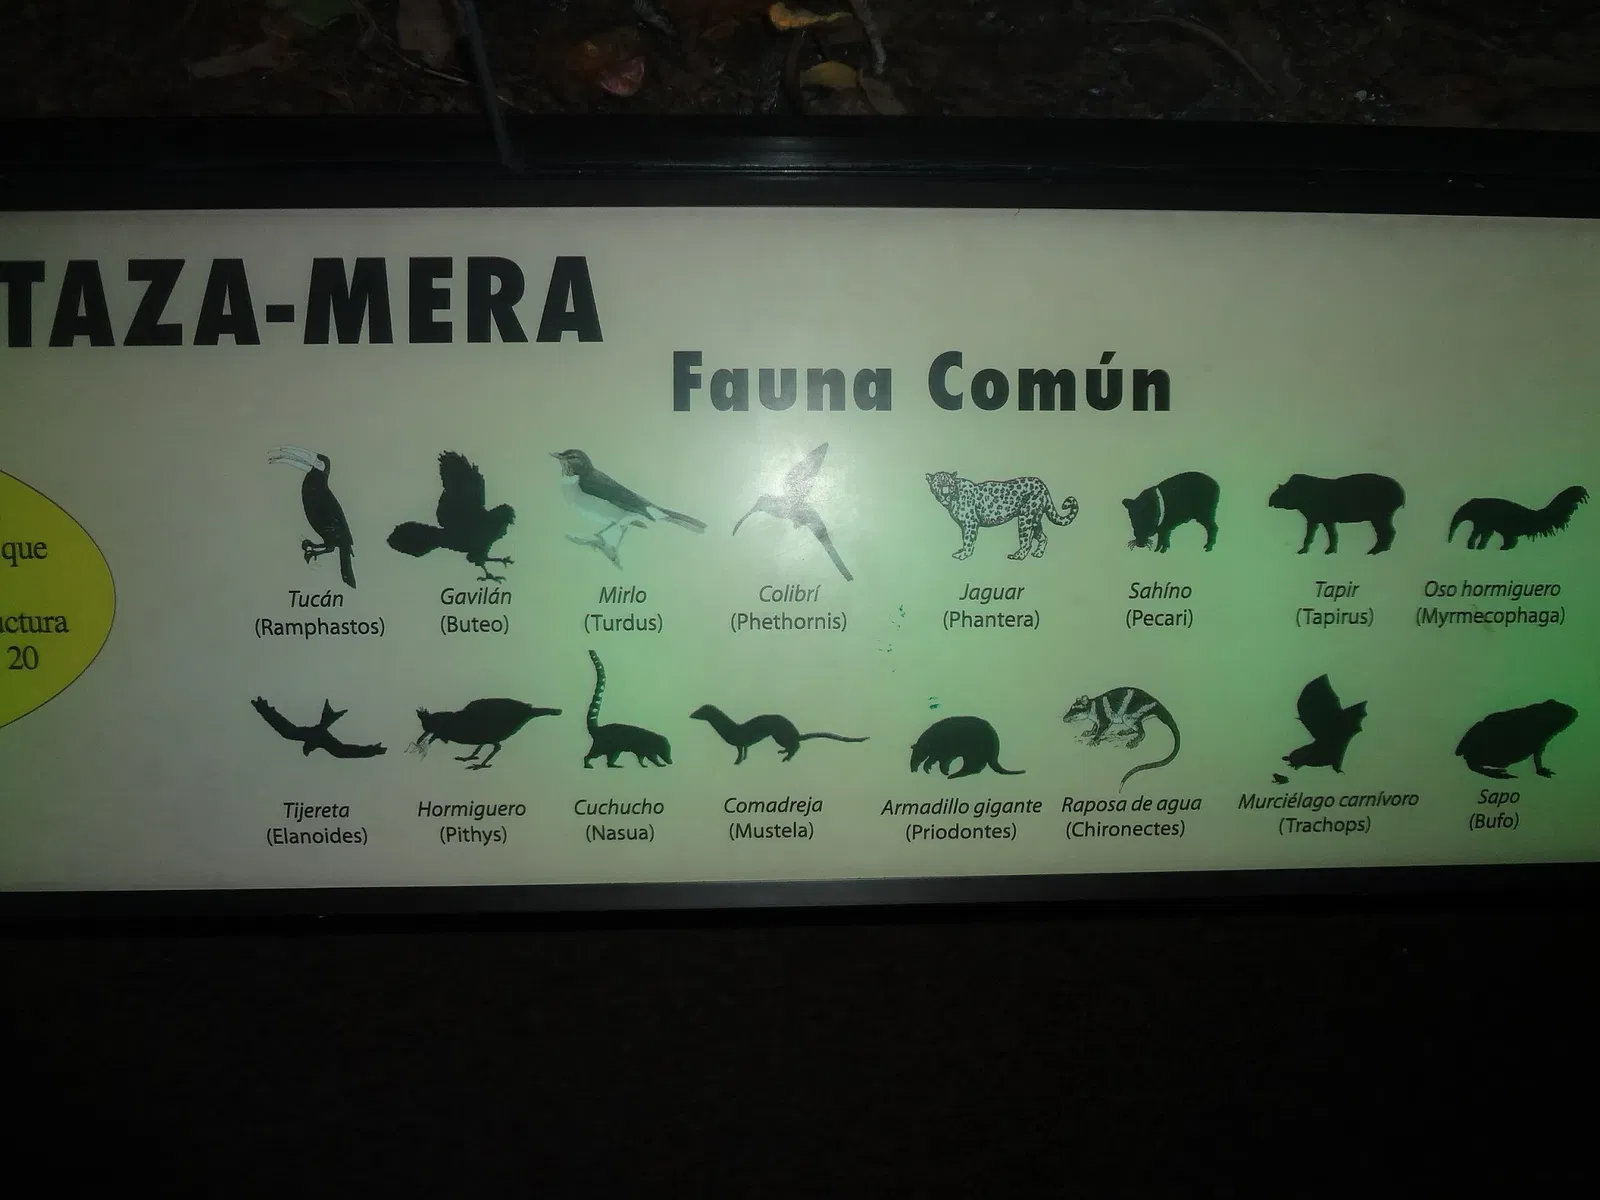 TAZA-MERA
Fauna Común
que
uctura
20
Tucán
(Ramphastos)
Gavilán
(Buteo)
Mirlo
(Turdus)
Colibrí
(Phethornis)
Jaguar
(Phantera)
Sahíno
(Pecari)
Tapir
(Tapirus)
Oso hormiguero
(Myrmecophaga)
Tijereta
(Elanoides)
Hormiguero
(Pithys)
Cuchucho
(Nasua)
Comadreja
(Mustela)
Armadillo gigante
(Priodontes)
Raposa de agua
(Chironectes)
Murciélago carnívoro
(Trachops)
Sapo
(Bufo)